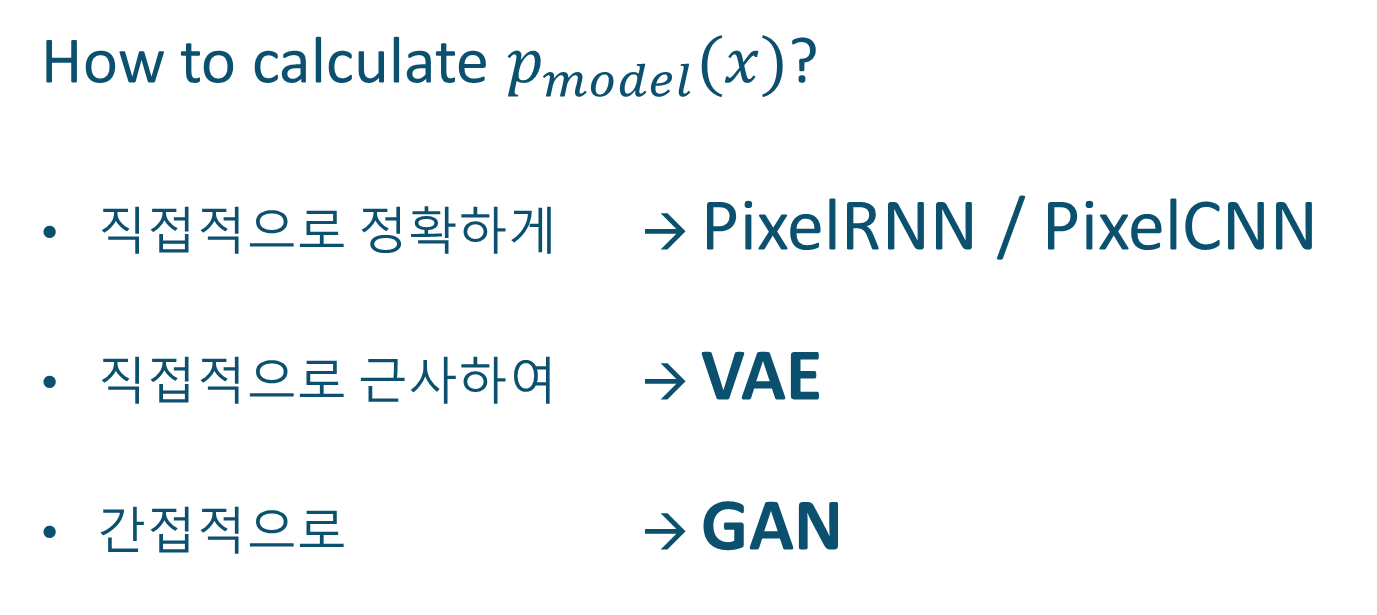 How to calculate p_model(x)?
• 직접적으로 정확하게 → PixelRNN / PixelCNN
• 직접적으로 근사하여 → VAE
• 간접적으로 → GAN